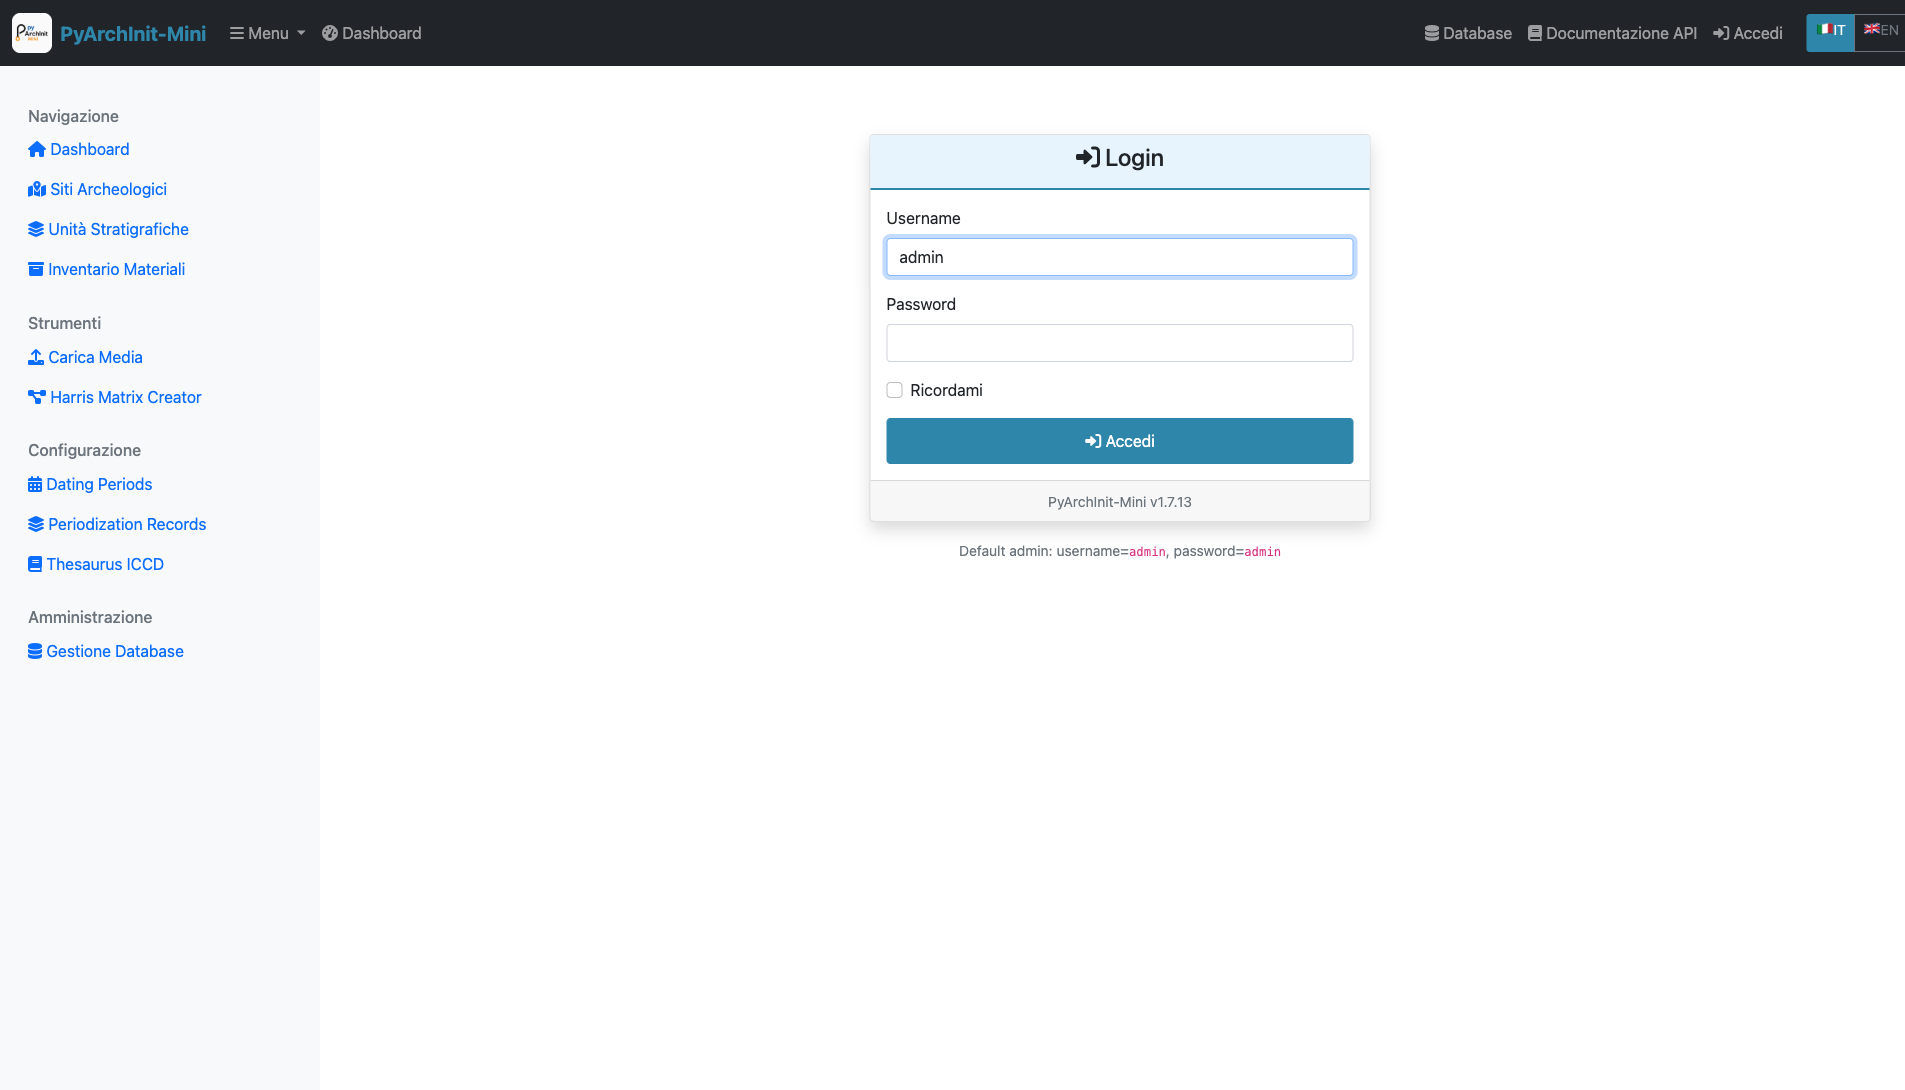 PyArchInit-Mini
Menu
Dashboard
Database
Documentazione API
Accedi
IT
EN
Navigazione
Dashboard
Siti Archeologici
Unità Stratigrafiche
Inventario Materiali
Strumenti
Carica Media
Harris Matrix Creator
Configurazione
Dating Periods
Periodization Records
Thesaurus ICCD
Amministrazione
Gestione Database
Login
Username
admin
Password
Ricordami
Accedi
PyArchInit-Mini v1.7.13
Default admin: username=admin, password=admin